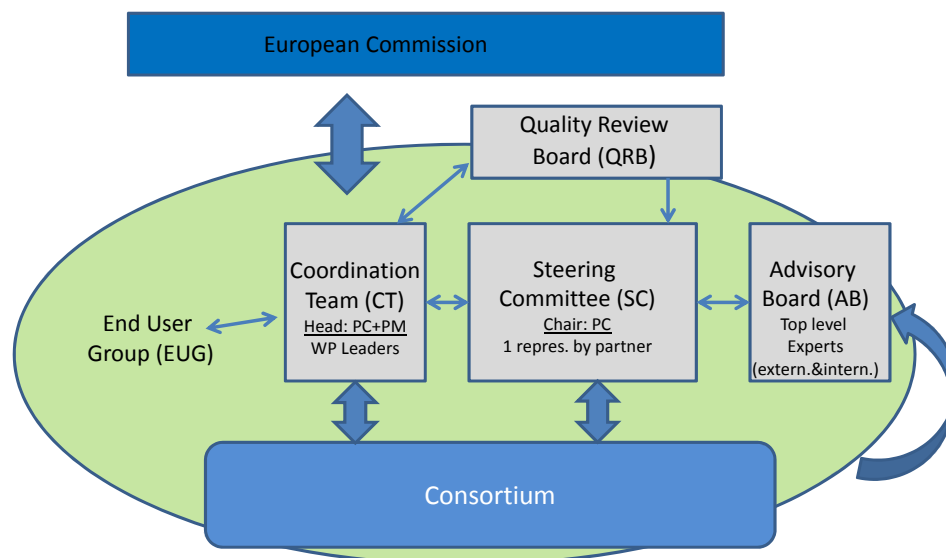 European Commission
Quality Review
Board (QRB)
Coordination
Team (CT)
Head: PC+PM
WP Leaders
Steering
Committee (SC)
Chair: PC
1 repres. by partner
Advisory
Board (AB)
Top level
Experts
(extern.&intern.)
End User
Group (EUG)
Consortium